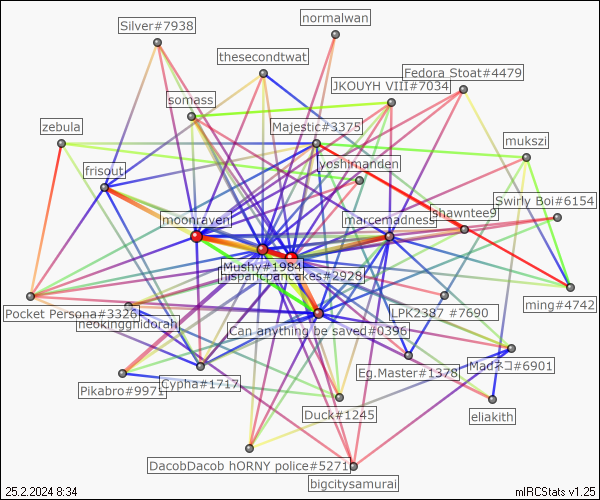 normalwan
Silver#7938
thesecondtwat
Fedora Stoat#4479
JKOUYH VIII#7034
somass
Majestic#3375
zebula
mukszi
yoshimanden
frisout
Swirly Boi#6154
shawntee9
moonraven
marcemadness
Mushy#1984
hispanicpancakes#2928
ming#4742
Pocket Persona#3326
LPK2387 #7690
neokingghidorah
Can anything be saved#0396
Madネコ#6901
Eg.Master#1378
Cypha#1717
Pikabro#9971
Duck#1245
eliakith
DacobDacob hORNY police#5271
bigcitysamurai
25.2.2024 8:34
mIRCStats v1.25